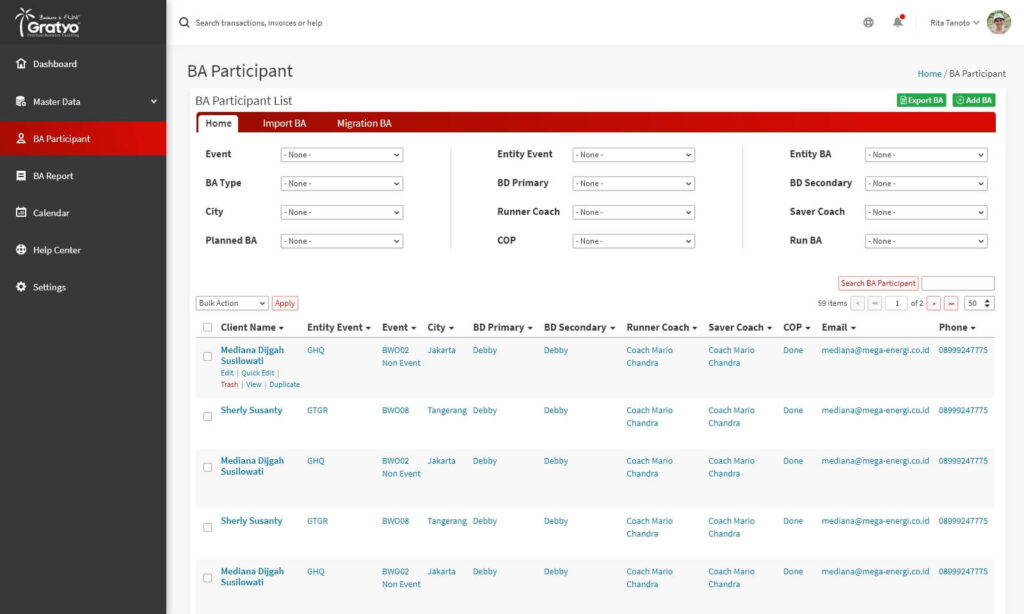 Business & FUN!
Gratyo
Practical Business Coaching
Search transactions, invoices or help
Rita Tanoto
Dashboard
Master Data
BA Participant
BA Report
Calendar
Help Center
Settings
BA Participant
Home / BA Participant
BA Participant List
Export BA
Add BA
Home Import BA Migration BA
Event - None - Entity Event - None - Entity BA - None -
BA Type - None - BD Primary - None - BD Secondary - None -
City - None - Runner Coach - None - Saver Coach - None -
Planned BA - None - COP - None - Run BA - None -
Search BA Participant
Bulk Action Apply 59 items < << 1 of 2 > >> 50
Client Name Entity Event Event City BD Primary BD Secondary Runner Coach Saver Coach COP Email Phone
Mediana Dijgah GHQ BWO02 Jakarta Debby Debby Coach Mario Coach Mario Done mediana@mega-energi.co.id 08999247775
Susilowati Non Event Chandra Chandra
Edit | Quick Edit |
Trash | View | Duplicate
Sherly Susanty GTGR BWO08 Tangerang Debby Debby Coach Mario Coach Mario Done mediana@mega-energi.co.id 08999247775
Chandra Chandra
Mediana Dijgah GHQ BWO02 Jakarta Debby Debby Coach Mario Coach Mario Done mediana@mega-energi.co.id 08999247775
Susilowati Non Event Chandra Chandra
Sherly Susanty GTGR BWO08 Tangerang Debby Debby Coach Mario Coach Mario Done mediana@mega-energi.co.id 08999247775
Chandra Chandra
Mediana Dijgah GHQ BWO02 Jakarta Debby Debby Coach Mario Coach Mario Done mediana@mega-energi.co.id 08999247775
Susilowati Non Event Chandra Chandra